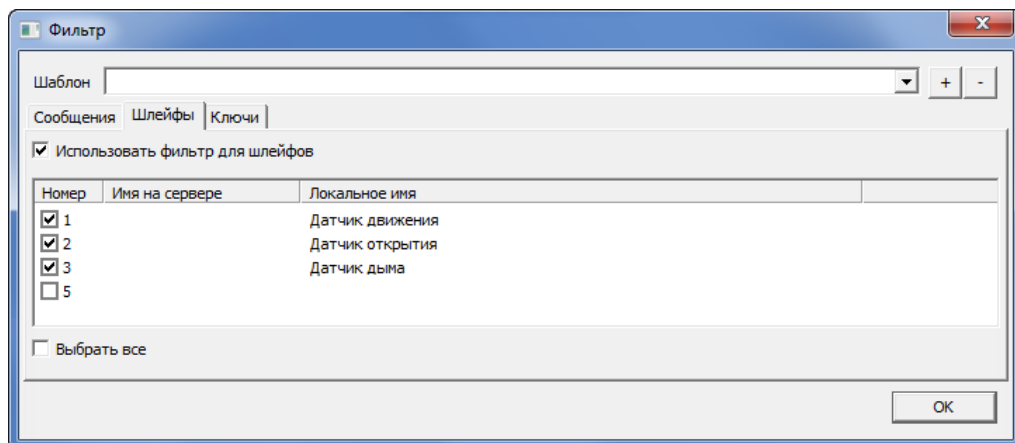 Фильтр
Шаблон + -
Сообщения Шлейфы Ключи
Использовать фильтр для шлейфов
Номер Имя на сервере Локальное имя
1 Датчик движения
2 Датчик открытия
3 Датчик дыма
5
Выбрать все
OK